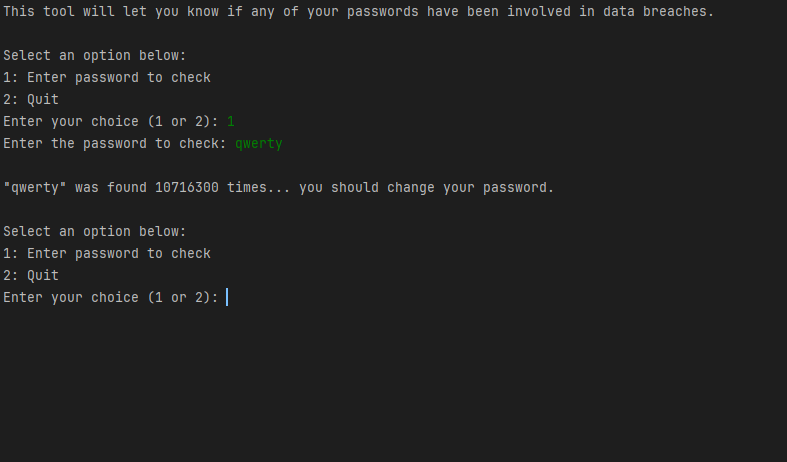 This tool will let you know if any of your passwords have been involved in data breaches.
Select an option below:
1: Enter password to check
2: Quit
Enter your choice (1 or 2): 1
Enter the password to check: qwerty
"qwerty" was found 10716300 times... you should change your password.
Select an option below:
1: Enter password to check
2: Quit
Enter your choice (1 or 2):